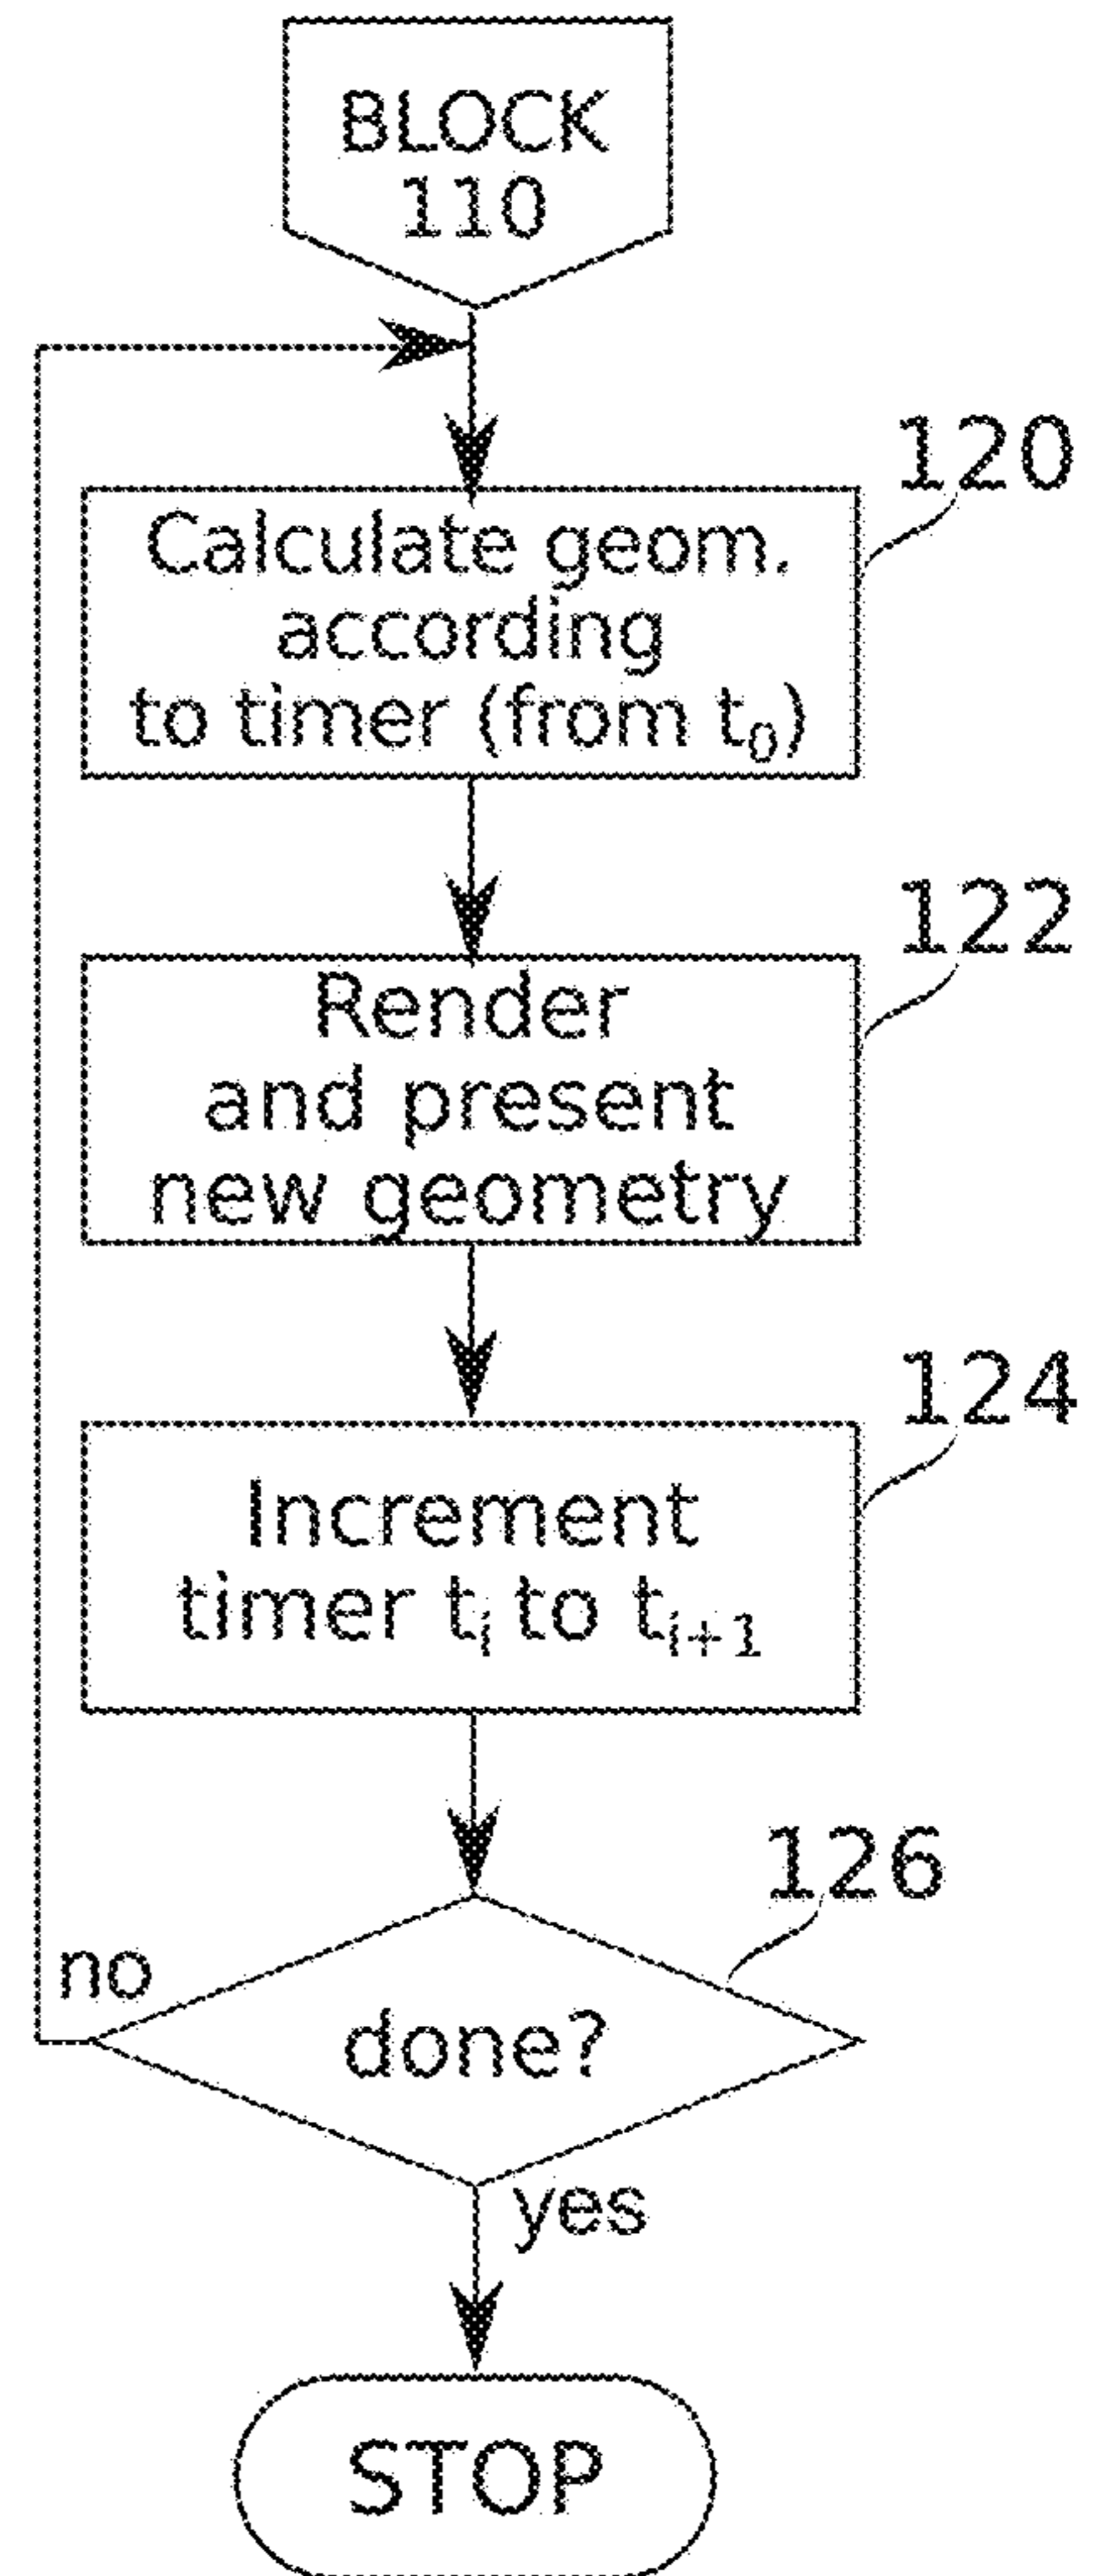 BLOCK
110
120
Calculate geom.
according
to timer (from t₀)
122
Render
and present
new geometry
124
Increment
timer tᵢ to tᵢ₊₁
126
no
done?
yes
STOP